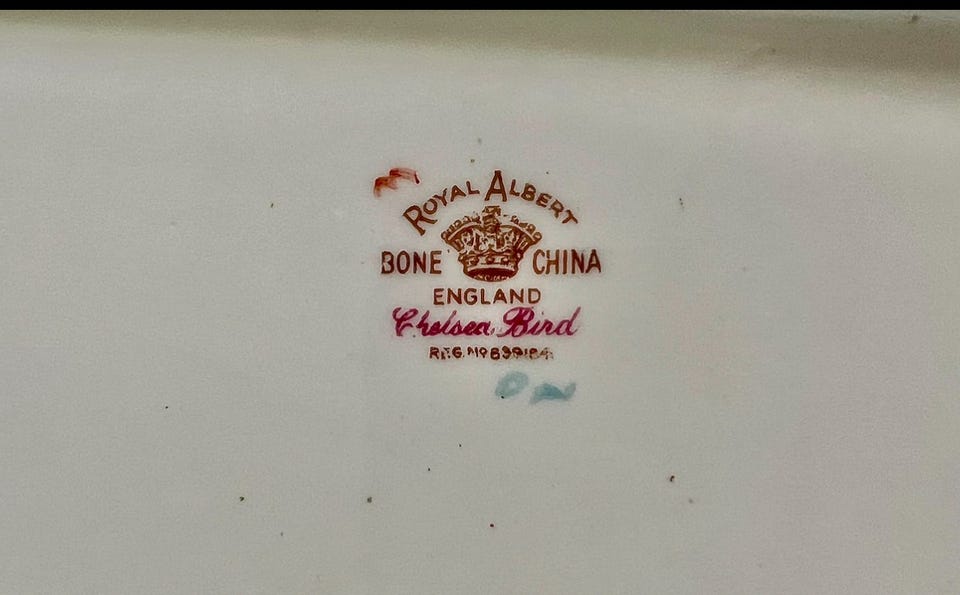 ROYAL ALBERT
BONE CHINA
ENGLAND
Chelsea Bird
REG. No 839184